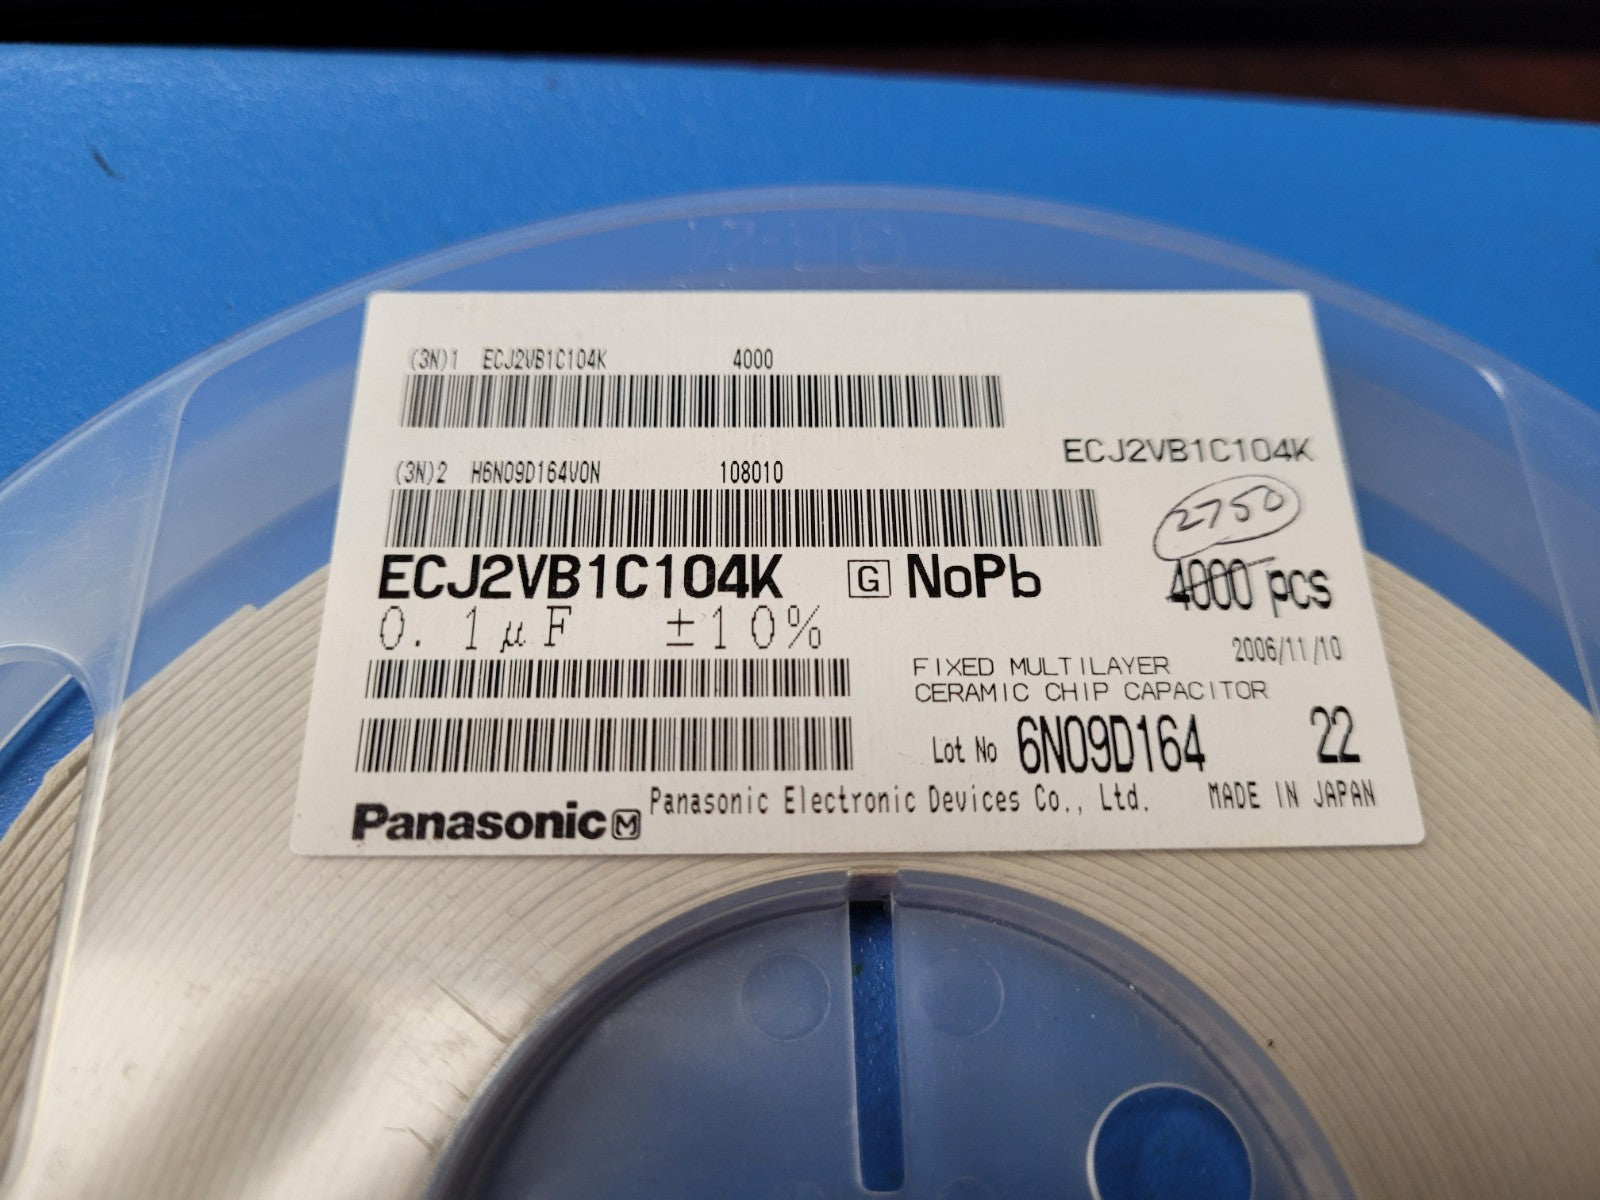 (3N)1 ECJ2VB1C104K 4000
(3N)2 H6N09D164V0N 108010
ECJ2VB1C104K
2750
ECJ2VB1C104K G NoPb
4000 pcs
0.1μF ±10%
2006/11/10
FIXED MULTILAYER
CERAMIC CHIP CAPACITOR
Lot No 6N09D164 22
Panasonic M Panasonic Electronic Devices Co., Ltd. MADE IN JAPAN